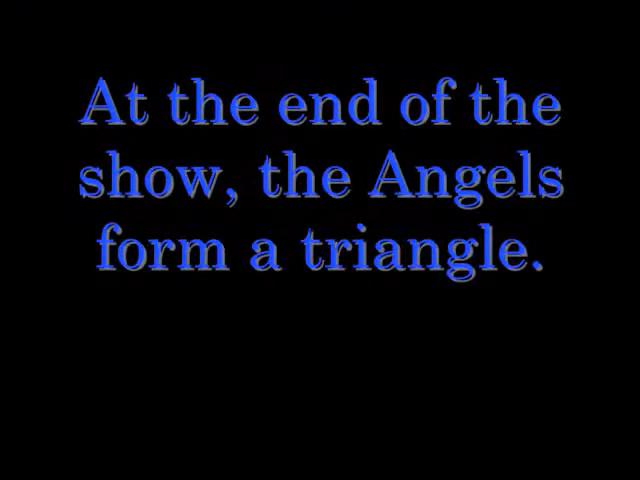 At the end of the
show, the Angels
form a triangle.